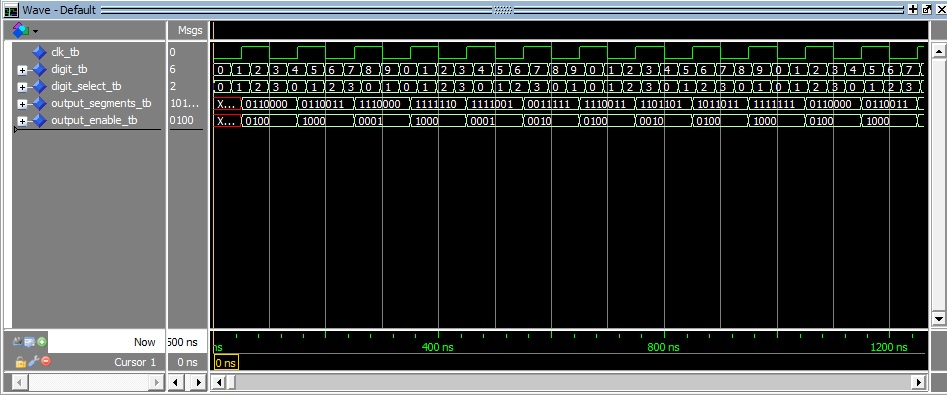 Wave - Default
Msgs
clk_tb 0
digit_tb 6 0 1 2 3 4 5 6 7 8 9 0 1 2 3 4 5 6 7 8 9 0 1 2 3 4 5 6 7 8 9 0 1 2 3 4 5 6 7
digit_select_tb 2 0 1 2 3 0 1 2 3 0 1 0 1 2 3 0 1 2 3 0 1 0 1 2 3 0 1 2 3 0 1 0 1 2 3 0 1 2 3
output_segments_tb 101... X... 0110000 0110011 1110000 1111110 1111001 0011111 1110011 1101101 1011011 1111111 0110000 0110011
output_enable_tb 0100 X... 0100 1000 0001 1000 0001 0010 0100 0010 0100 1000 0100 1000
Now 500 ns ns 400 ns 800 ns 1200 ns
Cursor 1 0 ns 0 ns